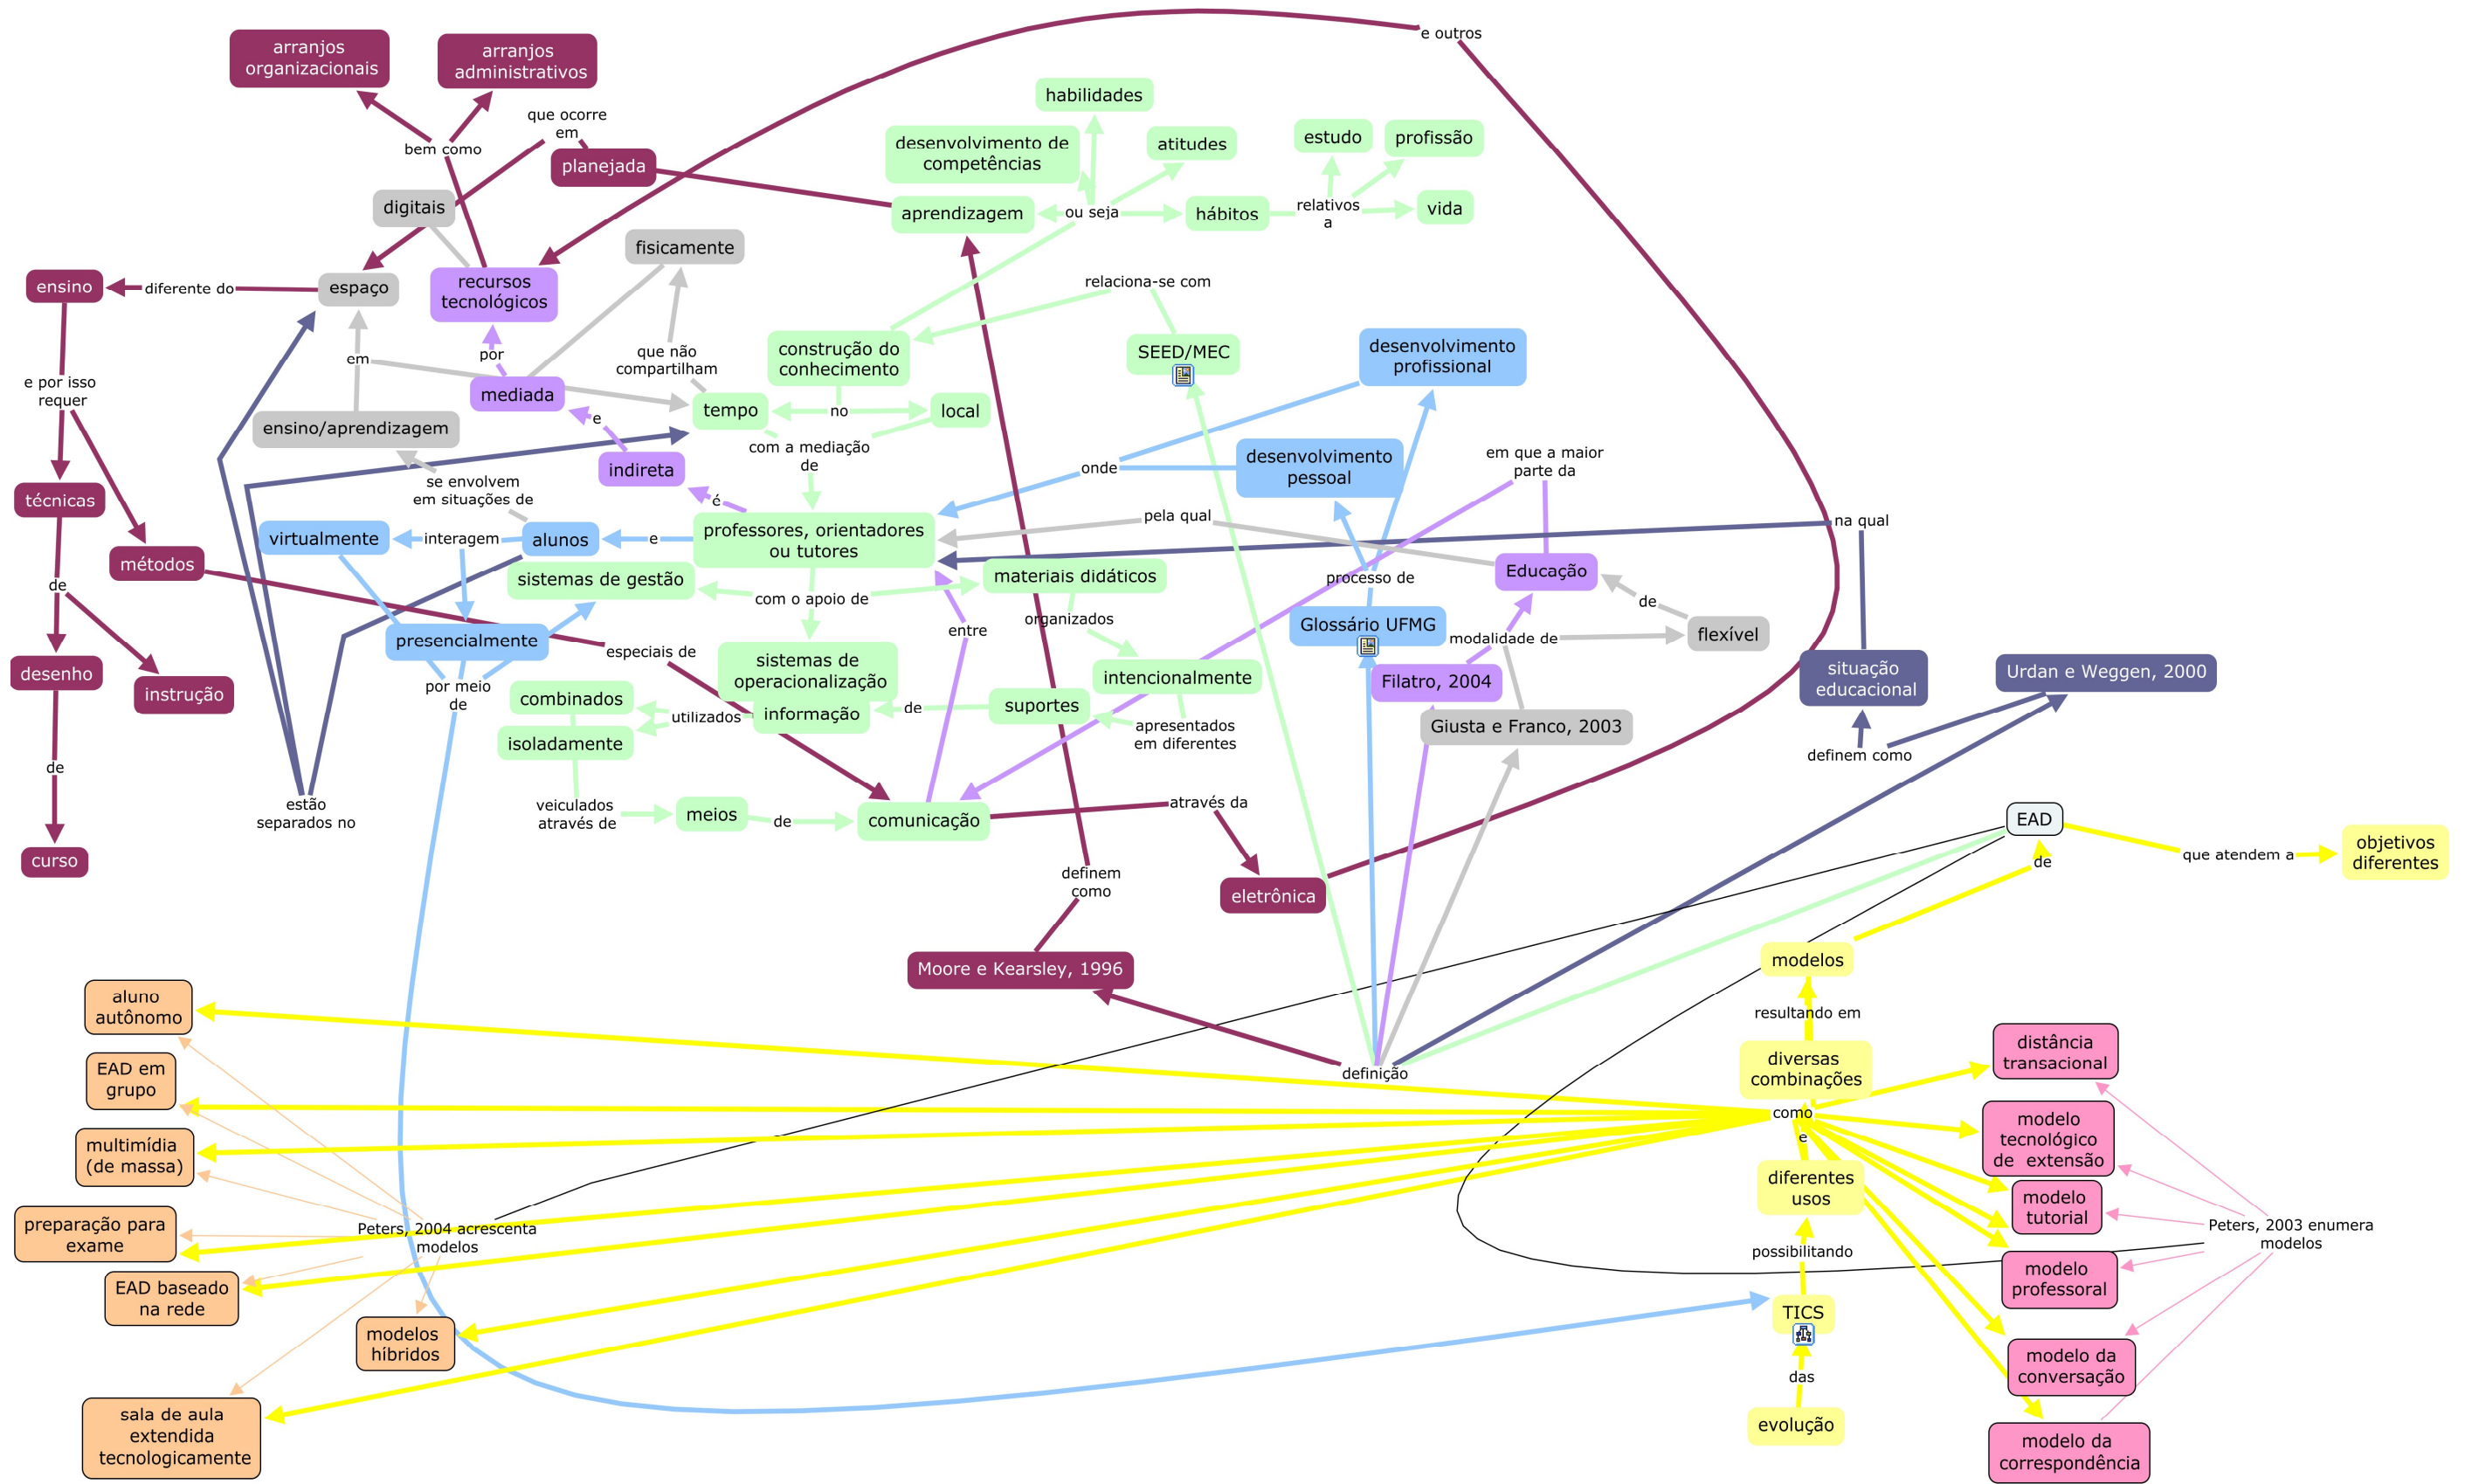 e outros
arranjos
organizacionais
arranjos
administrativos
bem como
que ocorre
em
planejada
habilidades
desenvolvimento de
competências
atitudes
estudo
profissão
aprendizagem
ou seja
hábitos
relativos
a
vida
digitais
fisicamente
ensino
diferente do
espaço
recursos
tecnológicos
relaciona-se com
em
por
que não
compartilham
construção do
conhecimento
SEED/MEC
desenvolvimento
profissional
e por isso
requer
mediada
tempo
no
local
ensino/aprendizagem
e
com a mediação
de
indireta
onde
desenvolvimento
pessoal
em que a maior
parte da
se envolvem
em situações de
técnicas
é
métodos
virtualmente
interagem
alunos
e
professores, orientadores
ou tutores
pela qual
na qual
Educação
de
sistemas de gestão
com o apoio de
materiais didáticos
processo de
de
organizados
entre
Glossário UFMG
modalidade de
flexível
presencialmente
especiais de
desenho
instrução
por meio
de
sistemas de
operacionalização
intencionalmente
Filatro, 2004
situação
educacional
Urdan e Weggen, 2000
combinados
utilizados
informação
de
suportes
isoladamente
apresentados
em diferentes
Giusta e Franco, 2003
definem como
de
estão
separados no
veiculados
através de
meios
de
comunicação
através da
EAD
curso
definem
como
eletrônica
de
que atendem a
objetivos
diferentes
Moore e Kearsley, 1996
modelos
aluno
autônomo
resultando em
EAD em
grupo
definição
diversas
combinações
distância
transacional
como
e
multimídia
(de massa)
modelo
tecnológico
de extensão
diferentes
usos
modelo
tutorial
preparação para
exame
Peters, 2004 acrescenta
modelos
possibilitando
Peters, 2003 enumera
modelos
EAD baseado
na rede
modelo
professoral
modelos
híbridos
TICS
das
modelo da
conversação
sala de aula
extendida
tecnologicamente
evolução
modelo da
correspondência